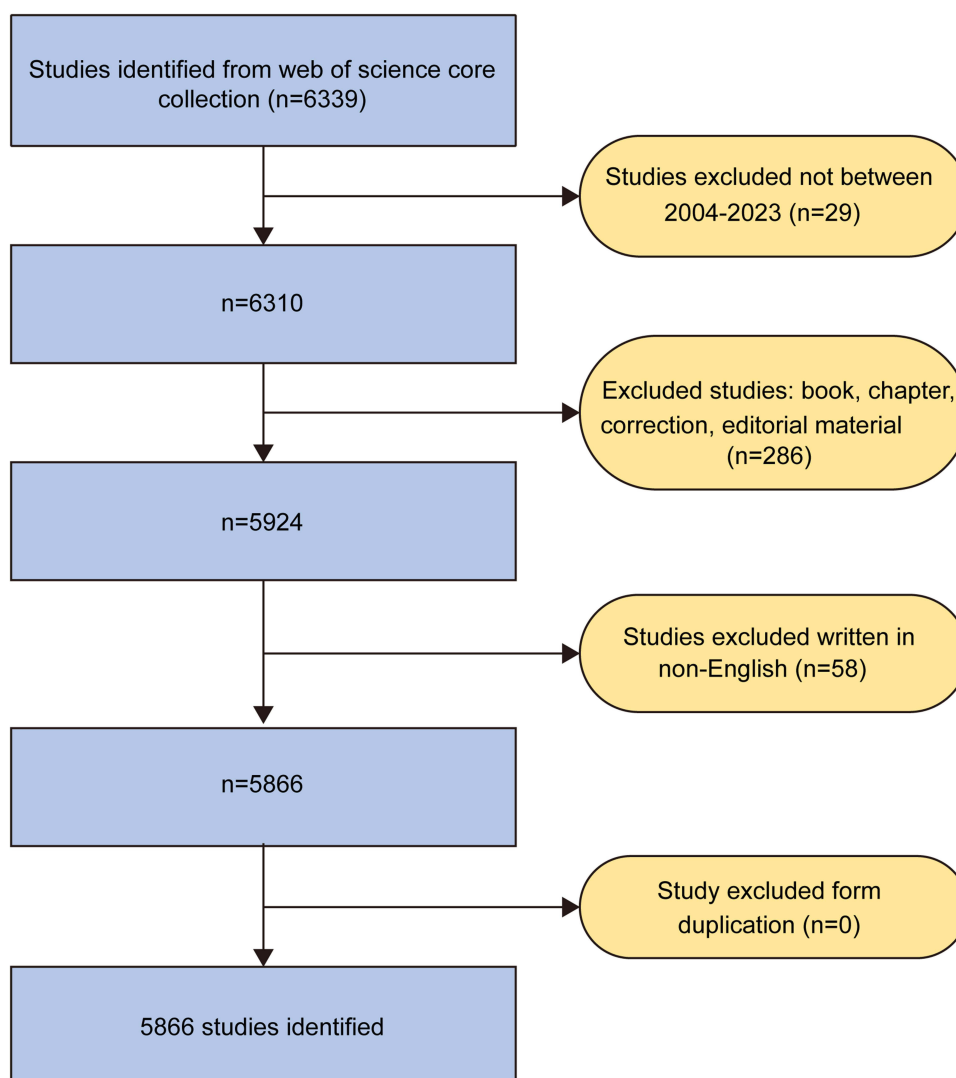 Studies identified from web of science core
collection (n=6339)
Studies excluded not between
2004-2023 (n=29)
n=6310
Excluded studies: book, chapter,
correction, editorial material
(n=286)
n=5924
Studies excluded written in
non-English (n=58)
n=5866
Study excluded form
duplication (n=0)
5866 studies identified